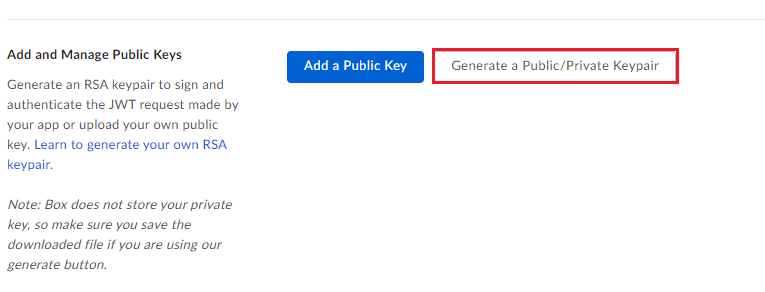 Add and Manage Public Keys
Generate an RSA keypair to sign and
authenticate the JWT request made by
your app or upload your own public
key. Learn to generate your own RSA
keypair.
Note: Box does not store your private
key, so make sure you save the
downloaded file if you are using our
generate button.
Add a Public Key
Generate a Public/Private Keypair